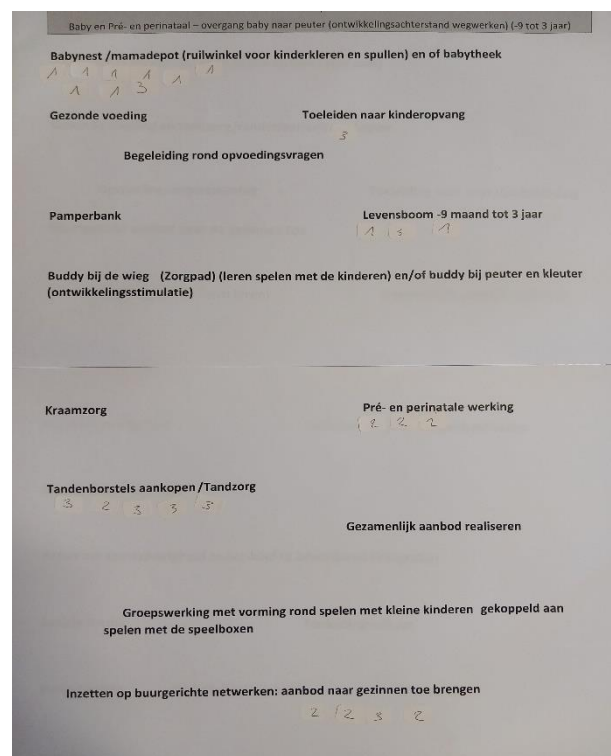 Baby en Pré- en perinataal – overgang baby naar peuter (ontwikkelingsachterstand wegwerken) (-9 tot 3 jaar)
Babynest /mamadepot (ruilwinkel voor kinderkleren en spullen) en of babytheek
1 1 1 1 1 1
1 1 3
Gezonde voeding Toeleiden naar kinderopvang
3
Begeleiding rond opvoedingsvragen
Pamperbank Levensboom -9 maand tot 3 jaar
1 1
Buddy bij de wieg (Zorgpad) (leren spelen met de kinderen) en/of buddy bij peuter en kleuter
(ontwikkelingsstimulatie)
Kraamzorg Pré- en perinatale werking
2 2 2
Tandenborstels aankopen/Tandzorg
3 2 3 3 3
Gezamenlijk aanbod realiseren
Groepswerking met vorming rond spelen met kleine kinderen gekoppeld aan
spelen met de speelboxen
Inzetten op buurgerichte netwerken: aanbod naar gezinnen toe brengen
2 2 3 2